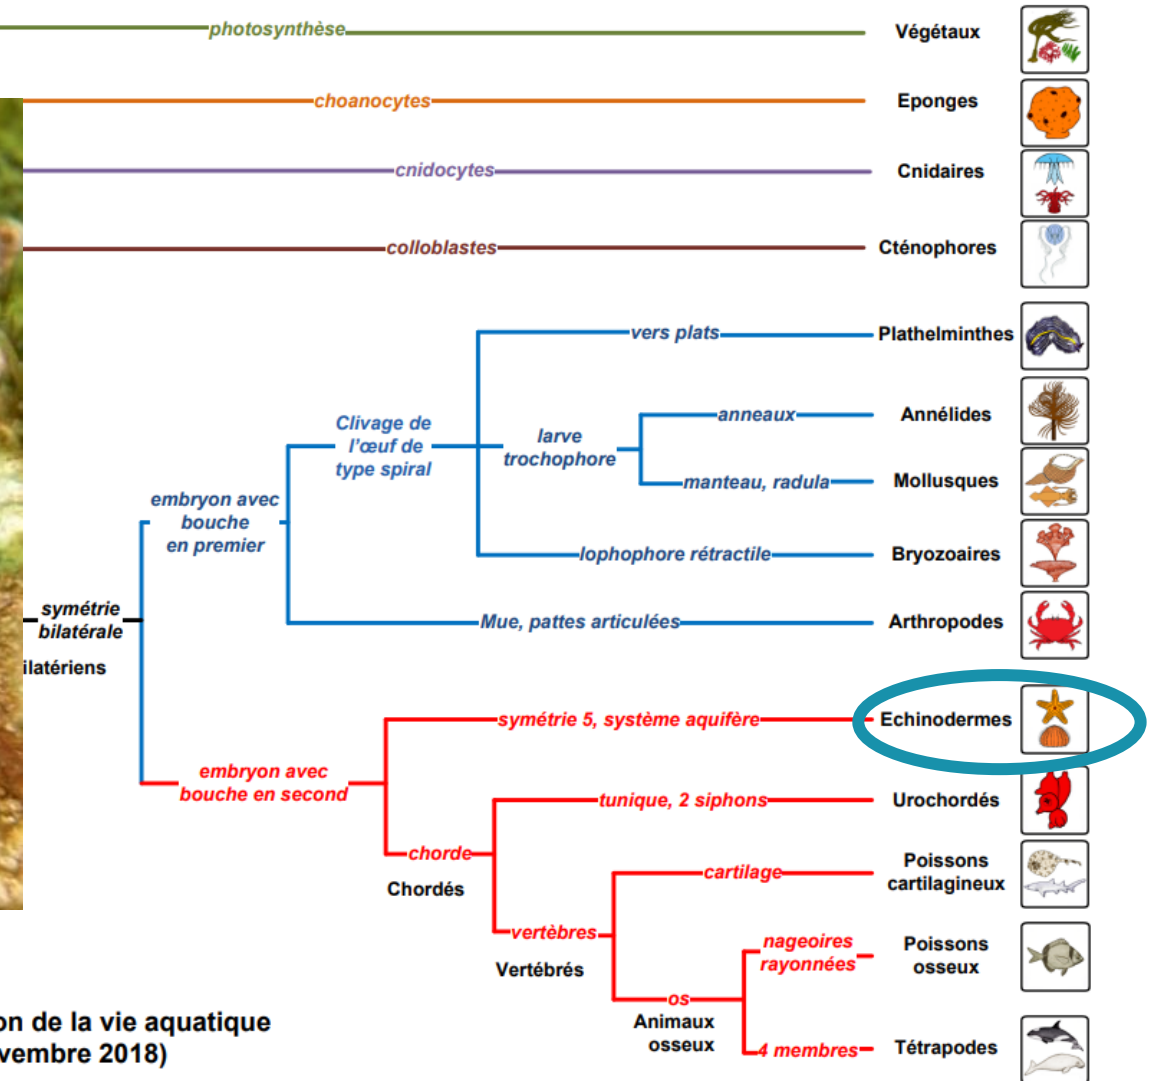 photosynthèse
Végétaux
choanocytes
Eponges
cnidocytes
Cnidaires
colloblastes
Cténophores
vers plats
Plathelminthes
Clivage de
l'œuf de
type spiral
larve
trochophore
anneaux
Annélides
manteau, radula
Mollusques
embryon avec
bouche
en premier
lophophore rétractile
Bryozoaires
Mue, pattes articulées
Arthropodes
symétrie
bilatérale
ilatériens
symétrie 5, système aquifère
Echinodermes
embryon avec
bouche en second
tunique, 2 siphons
Urochordés
chorde
Chordés
cartilage
Poissons
cartilagineux
vertèbres
Vertébrés
nageoires
rayonnées
Poissons
osseux
os
Animaux
osseux
4 membres
Tétrapodes
on de la vie aquatique
vembre 2018)